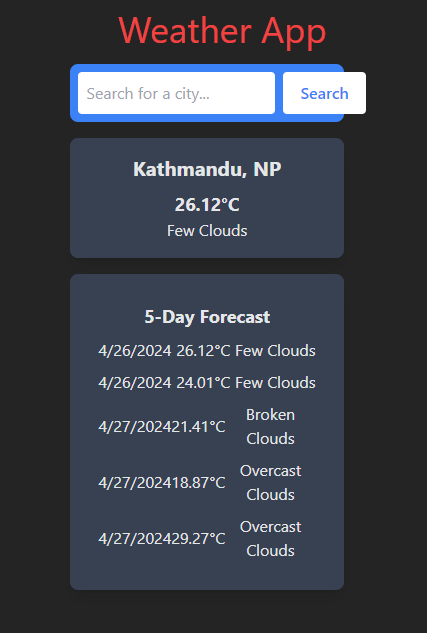 Weather App
Search for a city... Search
Kathmandu, NP
26.12°C
Few Clouds
5-Day Forecast
4/26/2024 26.12°C Few Clouds
4/26/2024 24.01°C Few Clouds
4/27/202421.41°C Broken
Clouds
4/27/202418.87°C Overcast
Clouds
4/27/202429.27°C Overcast
Clouds